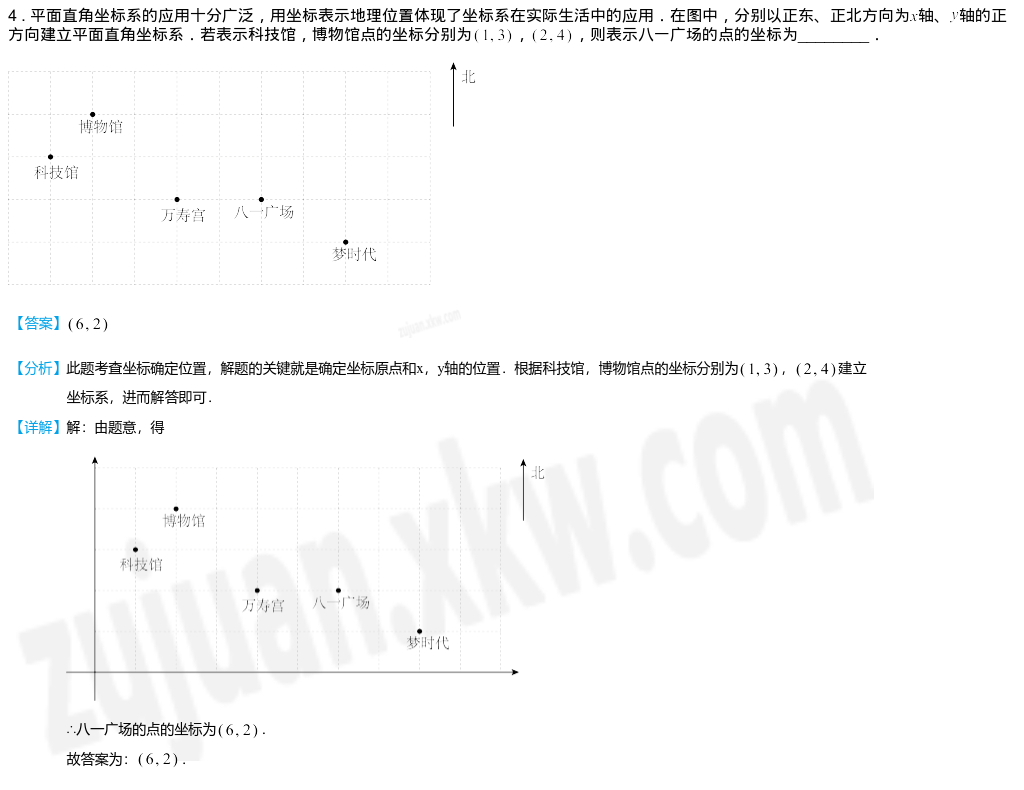 4．平面直角坐标系的应用十分广泛，用坐标表示地理位置体现了坐标系在实际生活中的应用．在图中，分别以正东、正北方向为x轴、y轴的正
方向建立平面直角坐标系．若表示科技馆，博物馆点的坐标分别为(1,3)，(2,4)，则表示八一广场的点的坐标为_________．
北
博物馆
科技馆
万寿宫
八一广场
梦时代
【答案】(6,2)
zujuan.xkw.com
【分析】此题考查坐标确定位置，解题的关键就是确定坐标原点和x，y轴的位置．根据科技馆，博物馆点的坐标分别为(1,3)，(2,4)建立
坐标系，进而解答即可．
【详解】解：由题意，得
北
博物馆
科技馆
万寿宫
八一广场
梦时代
zujuan.xkw.com
∴八一广场的点的坐标为(6,2)．
故答案为：(6,2)．